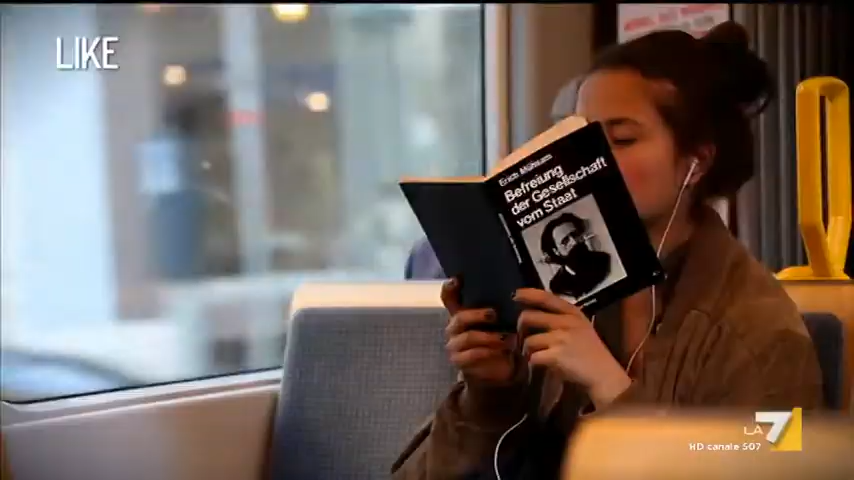 LIKE
Erich Mühsam
Befreiung
der Gesellschaft
vom Staat
LA7
HD canale 507